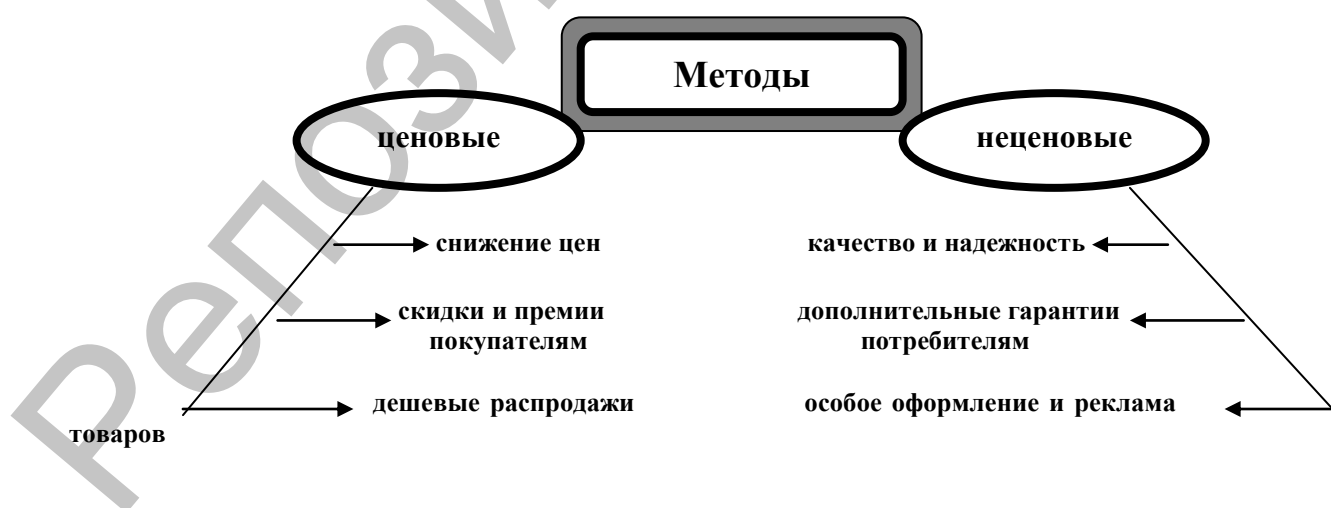 Методы
ценовые
неценовые
снижение цен
качество и надежность
скидки и премии
покупателям
дополнительные гарантии
потребителям
дешевые распродажи
особое оформление и реклама
товаров
Репози